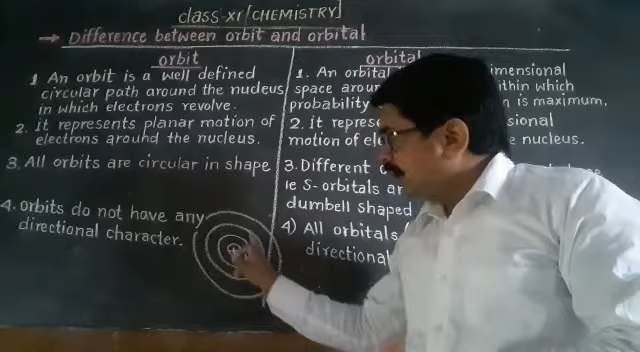 class-XI [CHEMISTRY]
→ Difference between orbit and orbital
orbit
1 An orbit is a well defined
circular path around the nucleus
in which electrons revolve.
2. It represents planar motion of
electrons around the nucleus.
3. All orbits are circular in shape
4. orbits do not have any
directional character.
orbital
1. An orbital imensional
space arou ithin which
probability n is maximum.
2. it repres sional
motion of ele e nucleus.
3. Different
ie S-orbitals ar
dumbell shaped
4) All orbitals
directional